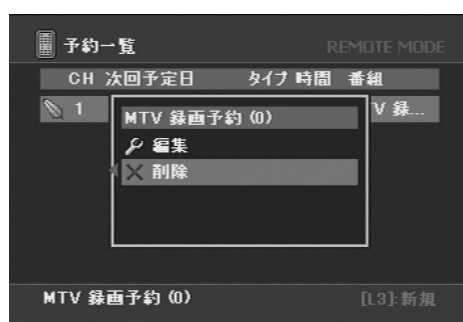 予約一覧 REMOTE MODE
CH 次回予定日 タイプ 時間 番組
1 TV 録...
MTV 録画予約 (0)
編集
削除
MTV 録画予約 (0) [L3]:新規